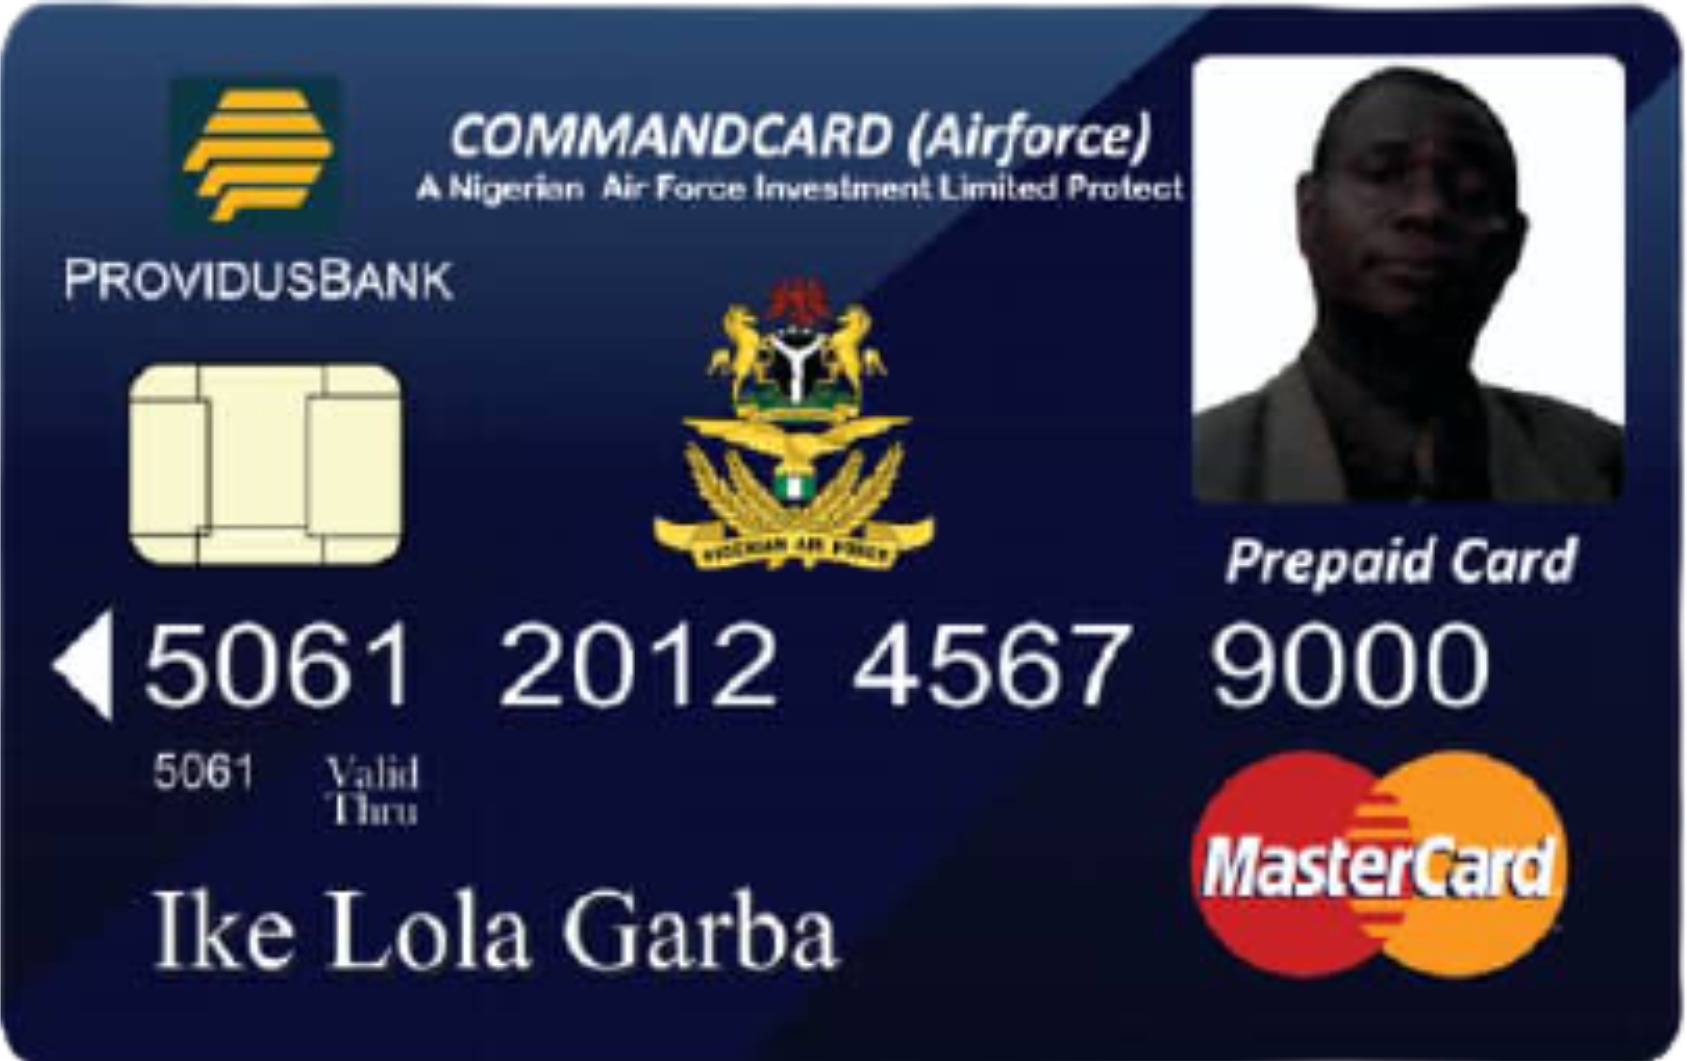 COMMANDCARD (Airforce)
A Nigerian Air Force Investment Limited Protect
PROVIDUSBANK
NIGERIAN AIR FORCE
Prepaid Card
5061 2012 4567 9000
5061 Valid
Thru
MasterCard
Ike Lola Garba